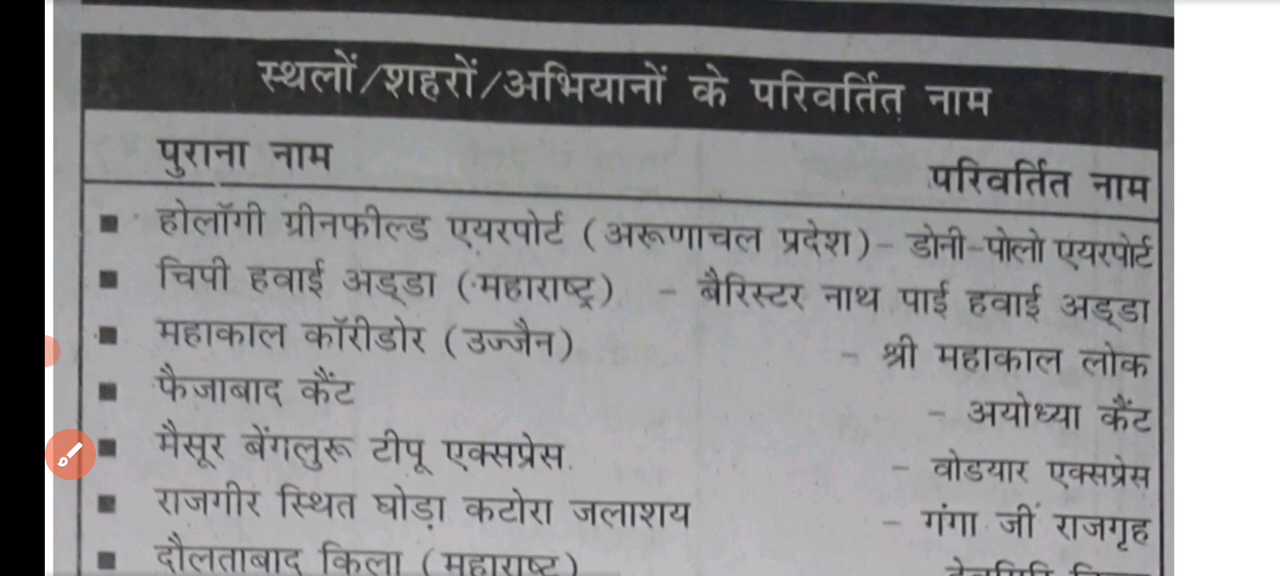 स्थलों/शहरों/अभियानों के परिवर्तित नाम
पुराना नाम परिवर्तित नाम
■ होलॉगी ग्रीनफील्ड एयरपोर्ट (अरूणाचल प्रदेश) - डोनी-पोलो एयरपोर्ट
■ चिपी हवाई अड्डा (महाराष्ट्र) - बैरिस्टर नाथ पाई हवाई अड्डा
■ महाकाल कॉरीडोर (उज्जैन) - श्री महाकाल लोक
■ फैजाबाद कैंट - अयोध्या कैंट
■ मैसूर बेंगलुरू टीपू एक्सप्रेस - वोडयार एक्सप्रेस
■ राजगीर स्थित घोड़ा कटोरा जलाशय - गंगा जी राजगृह
■ दौलताबाद किला (महाराष्ट्र)